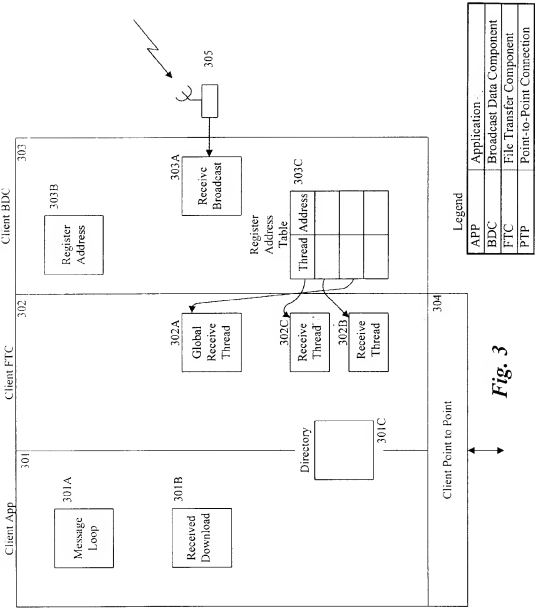 Client App
Client FTC
Client BDC
301
302
303
301A
Message
Loop
303B
Register
Address
301B
Received
Download
302A
Global
Receive
Thread
303A
Receive
Broadcast
305
Directory
301C
302C
Receive
Thread
302B
Receive
Thread
Register
Address
Table
303C
Thread Address
304
Client Point to Point
Fig. 3
Legend
APP Application
BDC Broadcast Data Component
FTC File Transfer Component
PTP Point-to-Point Connection